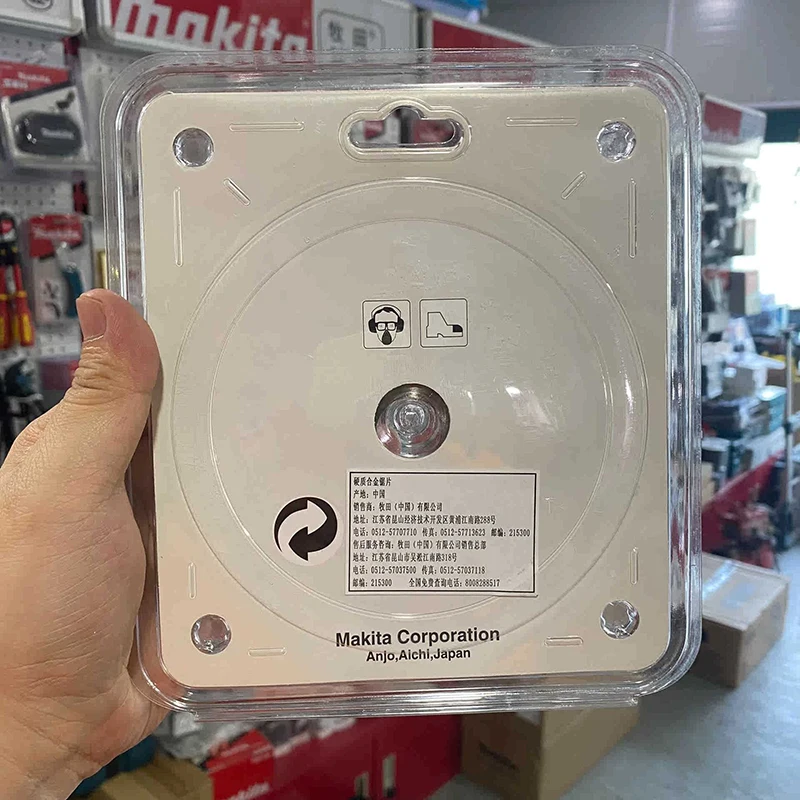 makita
牧田
硬质合金锯片
产地：中国
销售商：牧田（中国）有限公司
地址：江苏省昆山经济技术开发区黄浦江南路288号
电话：0512-57707710 传真：0512-57713623 邮编：215300
售后服务咨询：牧田（中国）有限公司销售总部
地址：江苏省昆山市吴淞江南路318号
电话：0512-57037500 传真：0512-57037118
邮编：215300 全国免费查询电话：8008288517
Makita Corporation
Anjo,Aichi,Japan